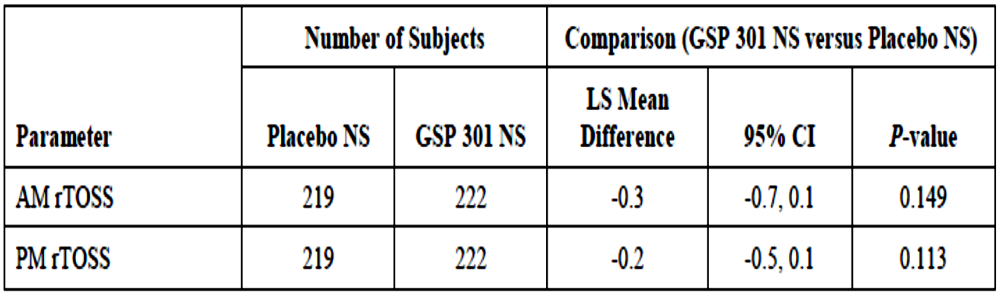 Number of Subjects Comparison (GSP 301 NS versus Placebo NS)
Parameter Placebo NS GSP 301 NS LS Mean Difference 95% CI P-value
AM rTOSS 219 222 -0.3 -0.7, 0.1 0.149
PM rTOSS 219 222 -0.2 -0.5, 0.1 0.113